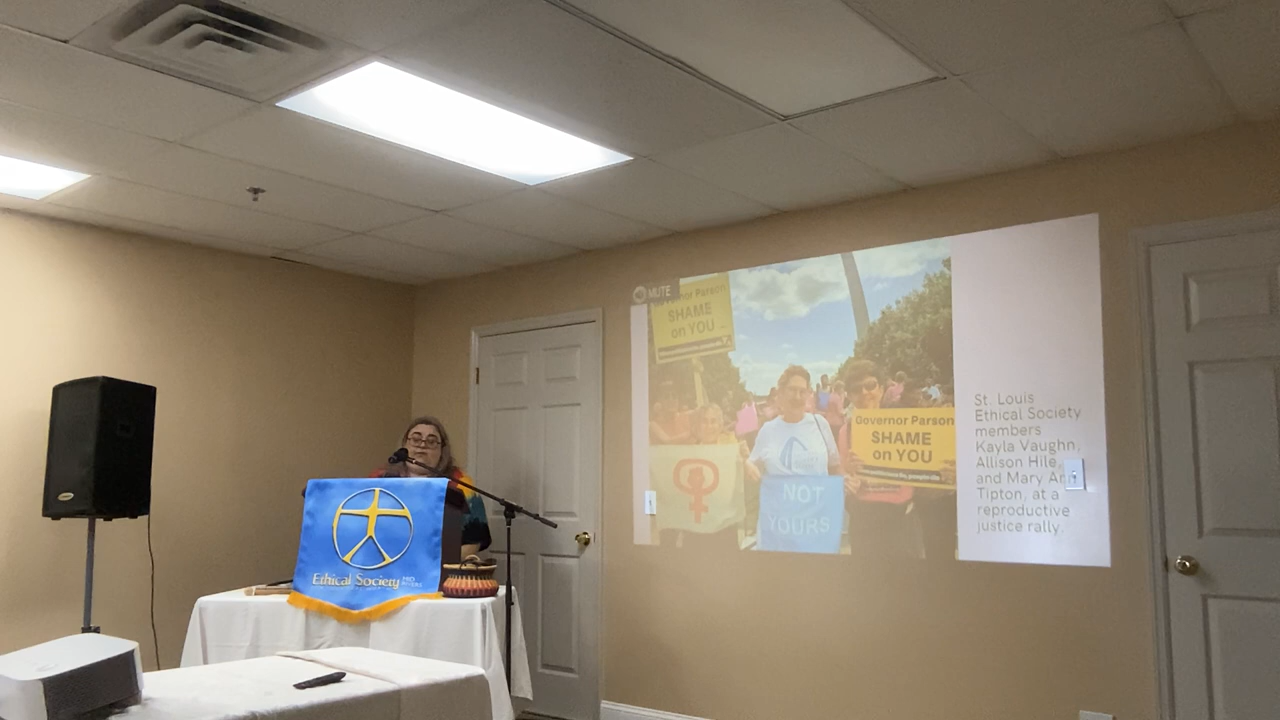 MUTE
Governor Parson
SHAME
on YOU
Governor Parson
SHAME
on YOU
NOT
YOURS
St. Louis
Ethical Society
members
Kayla Vaughn,
Allison Hile,
and Mary
Tipton, at a
reproductive
justice rally.
Ethical Society